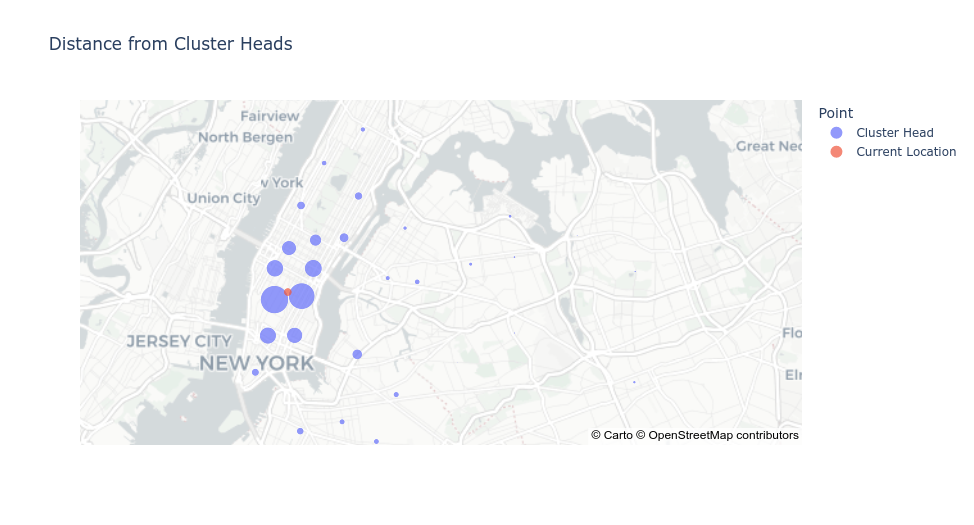 Distance from Cluster Heads
Point
Cluster Head
Current Location
Fairview
North Bergen
Great Nec
York
Union City
JERSEY CITY
NEW YORK
Flo
© Carto © OpenStreetMap contributors